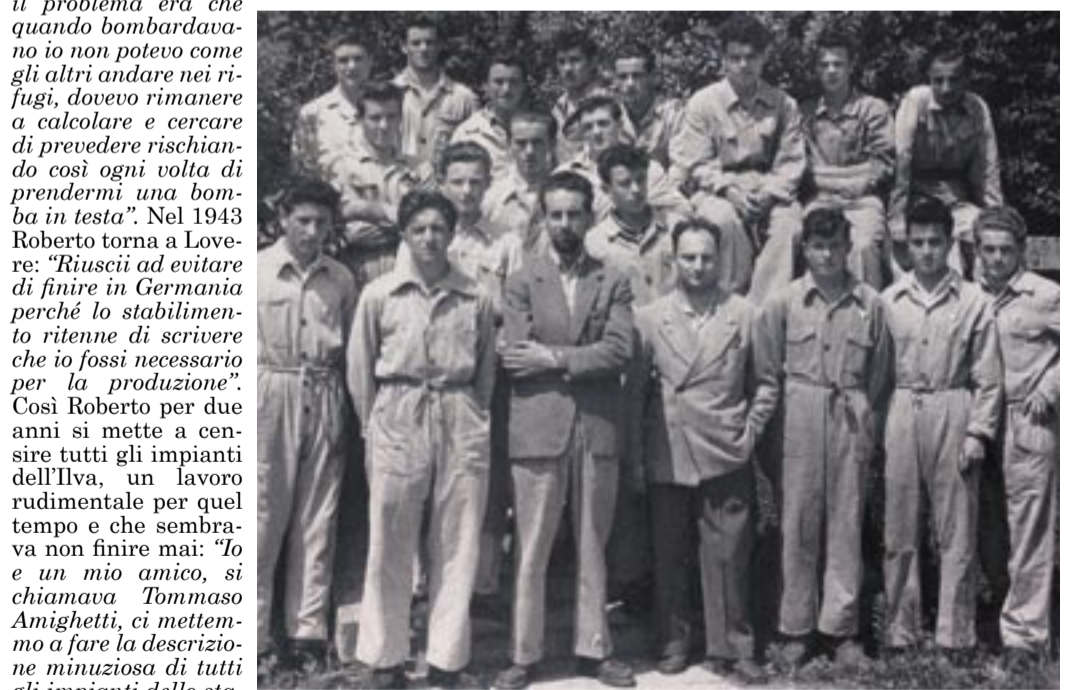 il problema era che
quando bombardava-
no io non potevo come
gli altri andare nei ri-
fugi, dovevo rimanere
a calcolare e cercare
di prevedere rischian-
do così ogni volta di
prendermi una bom-
ba in testa”. Nel 1943
Roberto torna a Love-
re: “Riuscii ad evitare
di finire in Germania
perché lo stabilimen-
to ritenne di scrivere
che io fossi necessario
per la produzione”.
Così Roberto per due
anni si mette a cen-
sire tutti gli impianti
dell’Ilva, un lavoro
rudimentale per quel
tempo e che sembra-
va non finire mai: “Io
e un mio amico, si
chiamava Tommaso
Amighetti, ci mettem-
mo a fare la descrizio-
ne minuziosa di tutti
gli impianti dello sta-